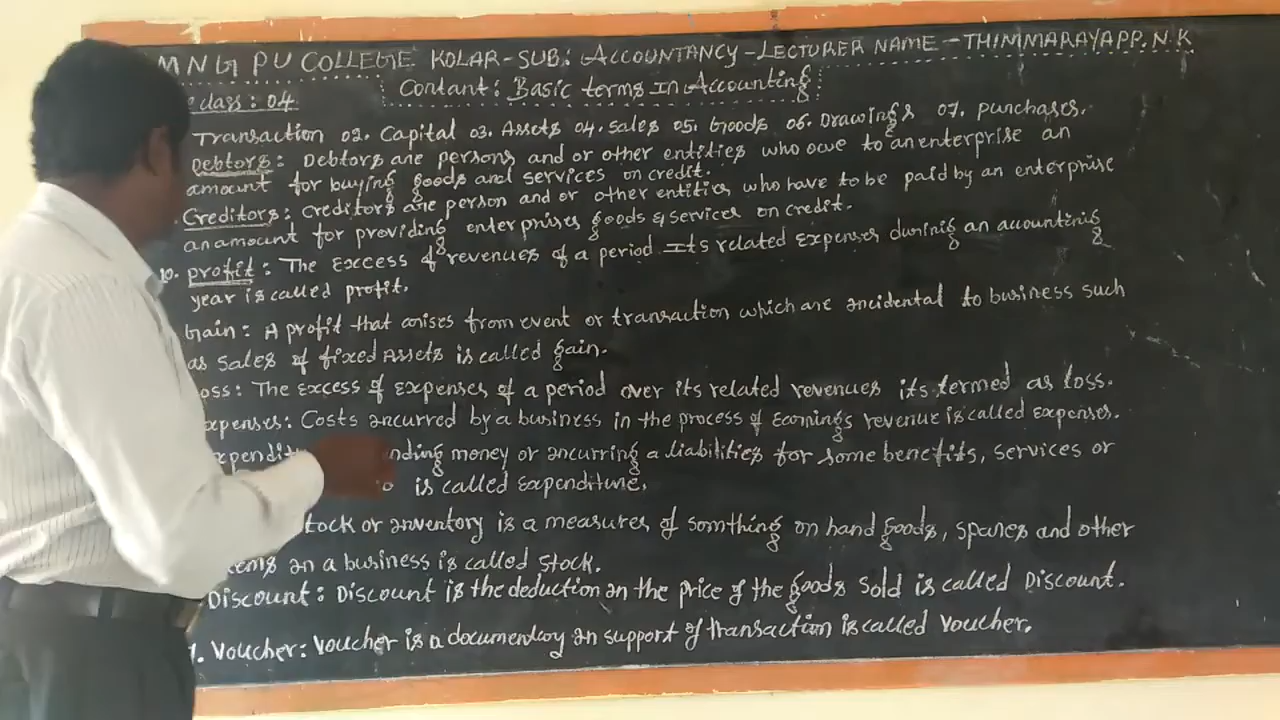 MNG PU COLLEGE KOLAR-SUB: ACCOUNTANCY-LECTURER NAME-THIMMARAYAPP.N.K
Contant: Basic terms In Accounting
class: 04
Transaction 02. Capital 03. Assets 04. Sales 05. Goods 06. Drawings 07. purchases.
Debtors: Debtors are persons and or other entities who owe to an enterprise an
amount for buying goods and services on credit.
Creditors: Creditors are person and or other entities who have to be paid by an enterprise
an amount for providing enterprises goods & services on credit.
10. profit: The Excess of revenues of a period Its related Expenses during an accounting
year is called profit.
Gain: A profit that arises from event or transaction which are incidental to business such
as sales of fixed Assets is called gain.
oss: The Excess of Expenses of a period over its related revenues its termed as loss.
xpenses: Costs incurred by a business in the process of Earnings revenue is called Expenses.
xpendit nding money or incurring a liabilities for some benefits, services or
is called Expenditure.
tock or inventory is a measures of somthing on hand goods, spares and other
tems in a business is called stock.
Discount: Discount is the deduction in the price of the goods sold is called Discount.
1. Voucher: Voucher is a documentary in support of transaction is called Voucher.